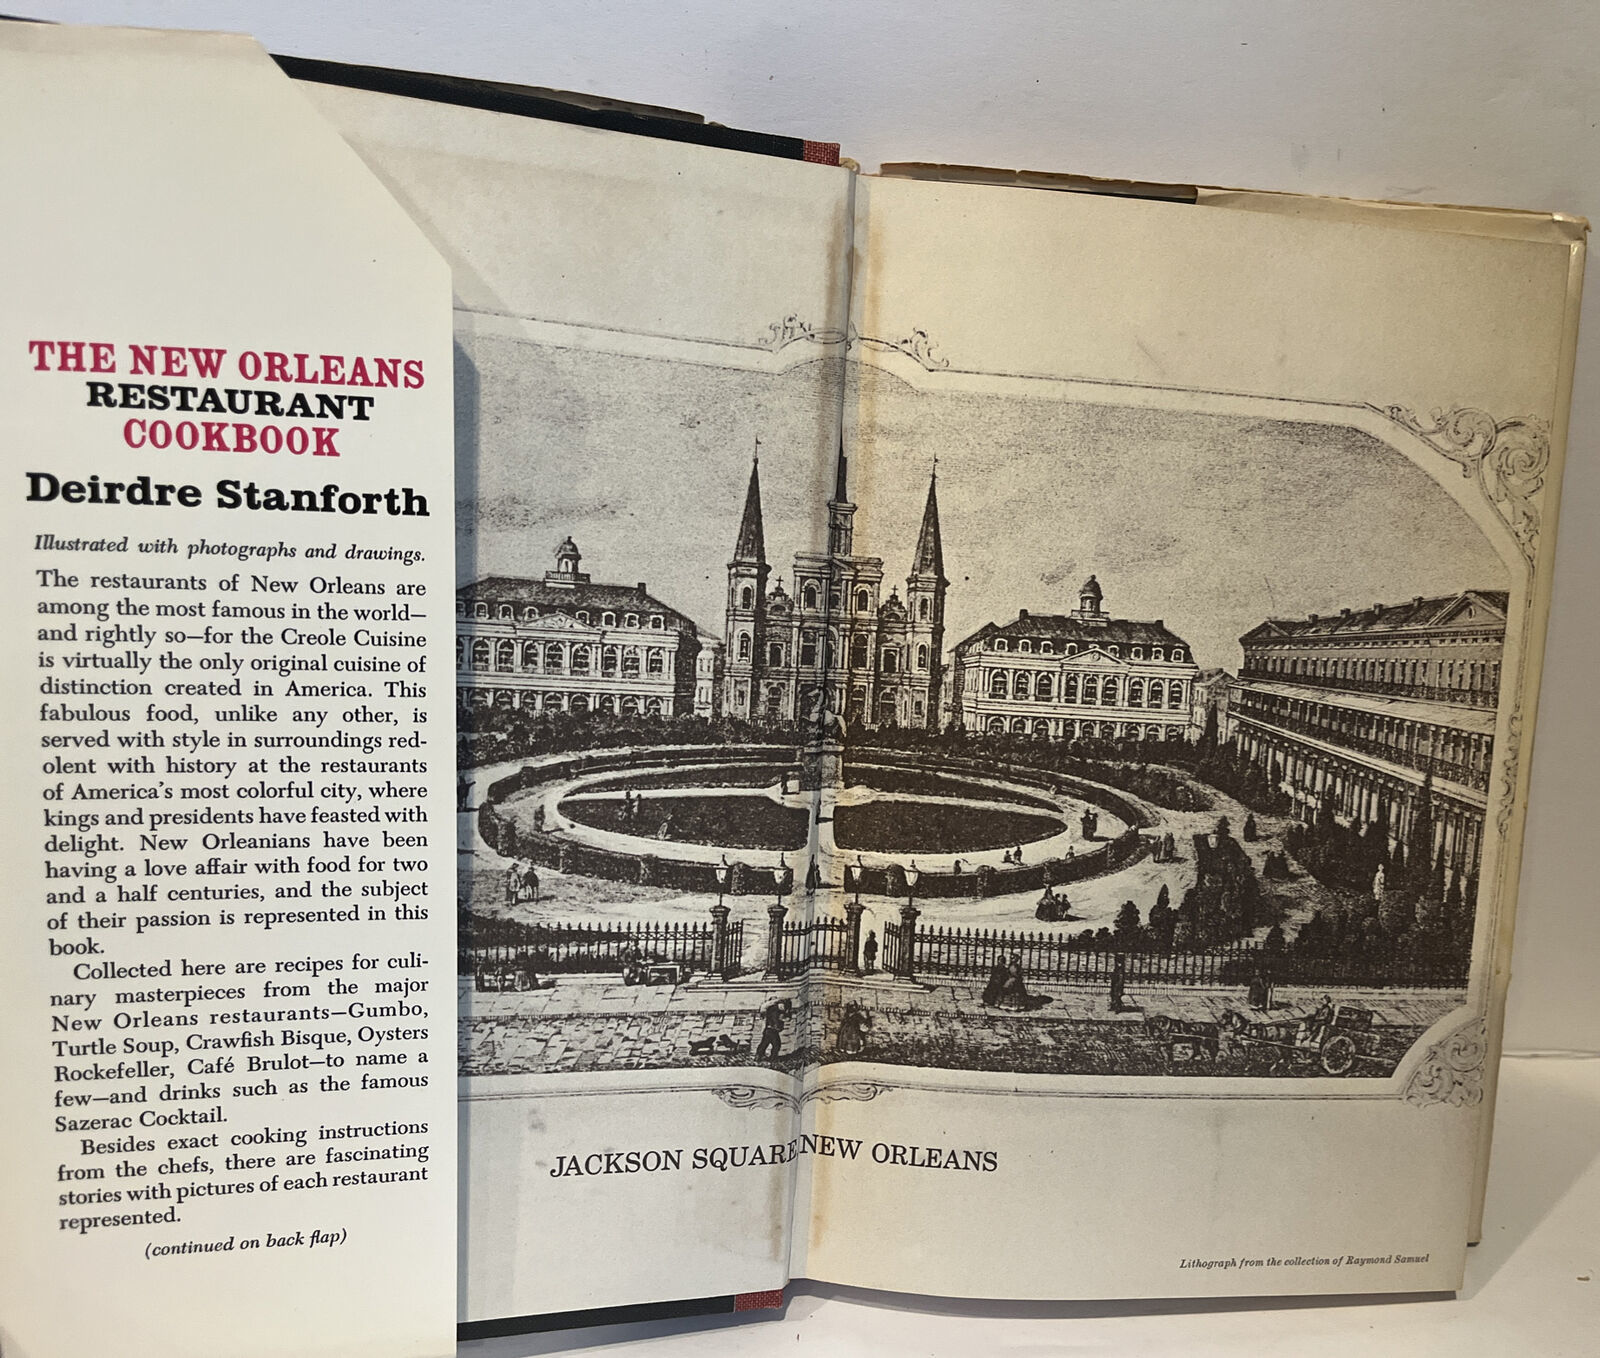 THE NEW ORLEANS
RESTAURANT
COOKBOOK
Deirdre Stanforth
Illustrated with photographs and drawings.
The restaurants of New Orleans are
among the most famous in the world—
and rightly so—for the Creole Cuisine
is virtually the only original cuisine of
distinction created in America. This
fabulous food, unlike any other, is
served with style in surroundings red-
olent with history at the restaurants
of America's most colorful city, where
kings and presidents have feasted with
delight. New Orleanians have been
having a love affair with food for two
and a half centuries, and the subject
of their passion is represented in this
book.
Collected here are recipes for culi-
nary masterpieces from the major
New Orleans restaurants—Gumbo,
Turtle Soup, Crawfish Bisque, Oysters
Rockefeller, Café Brulot—to name a
few—and drinks such as the famous
Sazerac Cocktail.
Besides exact cooking instructions
from the chefs, there are fascinating
stories with pictures of each restaurant
represented.
(continued on back flap)
JACKSON SQUARE NEW ORLEANS
Lithograph from the collection of Raymond Samuel